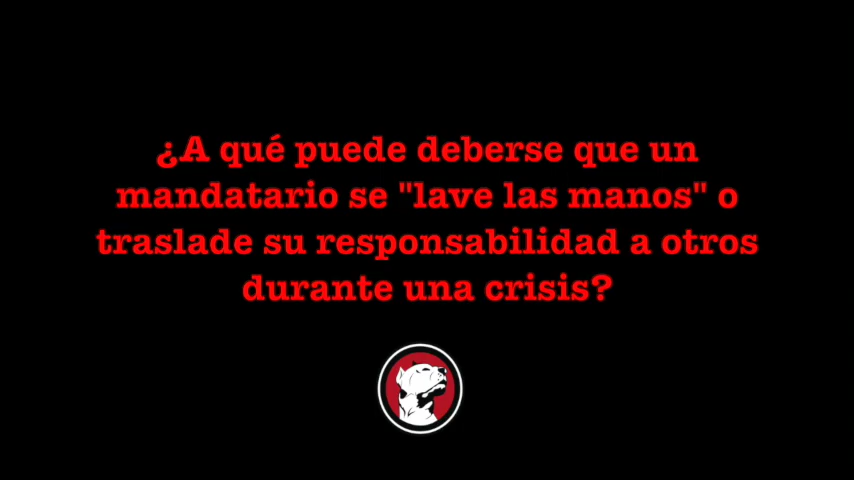 ¿A qué puede deberse que un
mandatario se "lave las manos" o
traslade su responsabilidad a otros
durante una crisis?